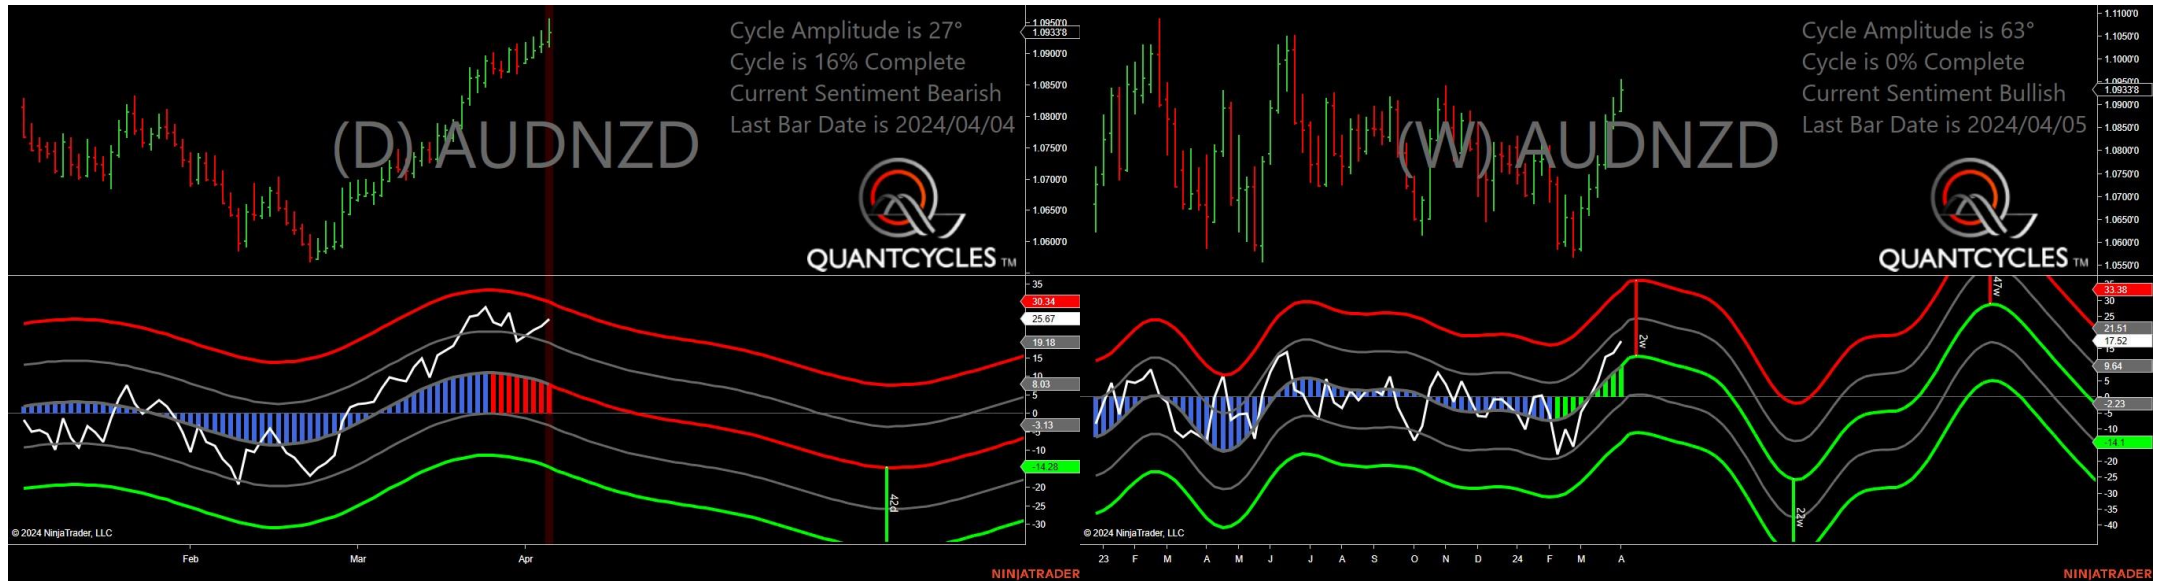 Cycle Amplitude is 27°
Cycle is 16% Complete
Current Sentiment Bearish
Last Bar Date is 2024/04/04
(D) AUDNZD
QUANTCYCLES TM
1.0950'0
1.0933'8
1.0900'0
1.0850'0
1.0800'0
1.0750'0
1.0700'0
1.0650'0
1.0600'0
35
30.34
25.67
19.18
15
10
8.03
5
0
-3.13
-5
-10
-14.28
-20
-25
-30
42d
© 2024 NinjaTrader, LLC
Feb Mar Apr
NINJATRADER
Cycle Amplitude is 63°
Cycle is 0% Complete
Current Sentiment Bullish
Last Bar Date is 2024/04/05
(W) AUDNZD
QUANTCYCLES TM
1.1100'0
1.1050'0
1.1000'0
1.0950'0
1.0933'8
1.0900'0
1.0850'0
1.0800'0
1.0750'0
1.0700'0
1.0650'0
1.0600'0
1.0550'0
35
33.38
30
25
21.51
17.52
15
9.64
5
0
-2.23
-5
-10
-14.1
-20
-25
-30
-35
-40
2w
47w
22w
© 2024 NinjaTrader, LLC
23 F M A M J J A S O N D 24 F M A
NINJATRADER